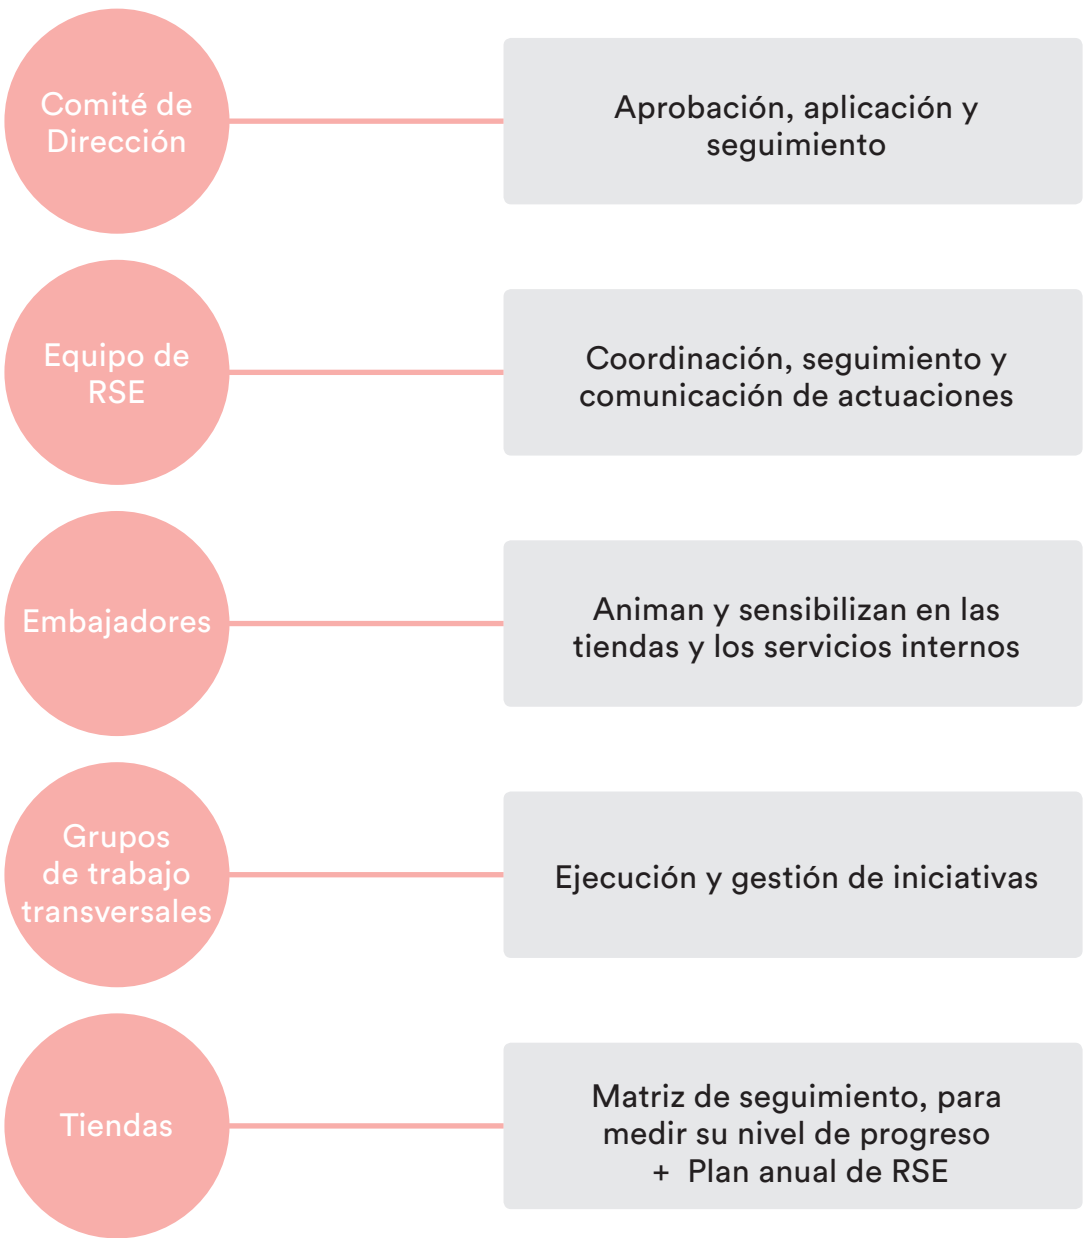 Comité de
Dirección
Aprobación, aplicación y
seguimiento
Equipo de
RSE
Coordinación, seguimiento y
comunicación de actuaciones
Embajadores
Animan y sensibilizan en las
tiendas y los servicios internos
Grupos
de trabajo
transversales
Ejecución y gestión de iniciativas
Tiendas
Matriz de seguimiento, para
medir su nivel de progreso
+ Plan anual de RSE